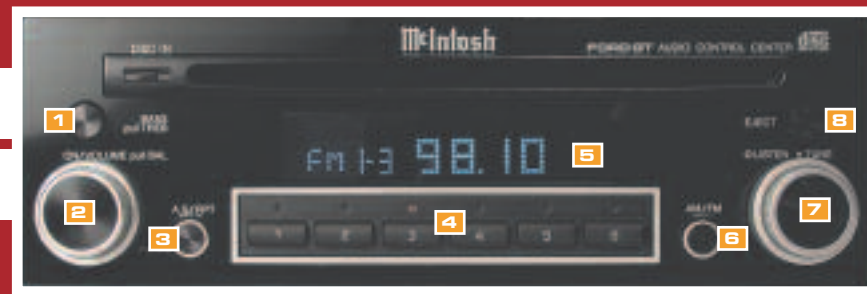 DISC IN
McIntosh
FORD GT AUDIO CONTROL CENTER
1
BASS
pull TREB
EJECT
8
ON/VOLUME pull BAL
FM 1-3 98.10
5
2
7
3
4
AM/FM
6
1 2 3 4 5 6